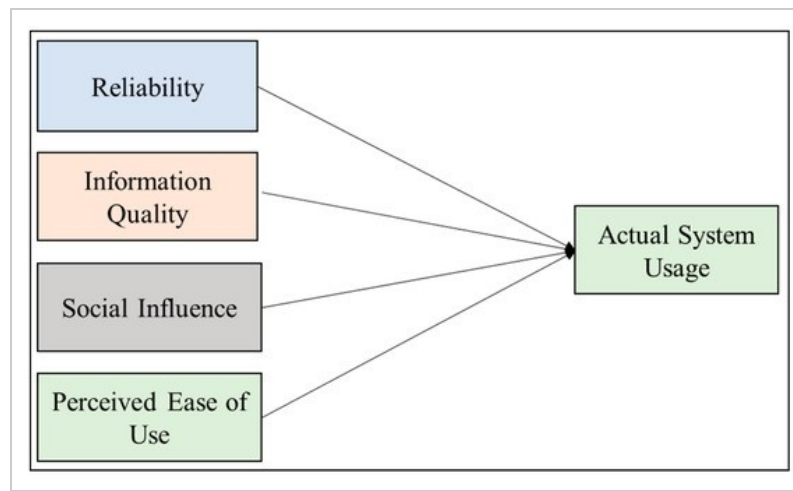 Reliability
Information
Quality
Social Influence
Perceived Ease of
Use
Actual System
Usage